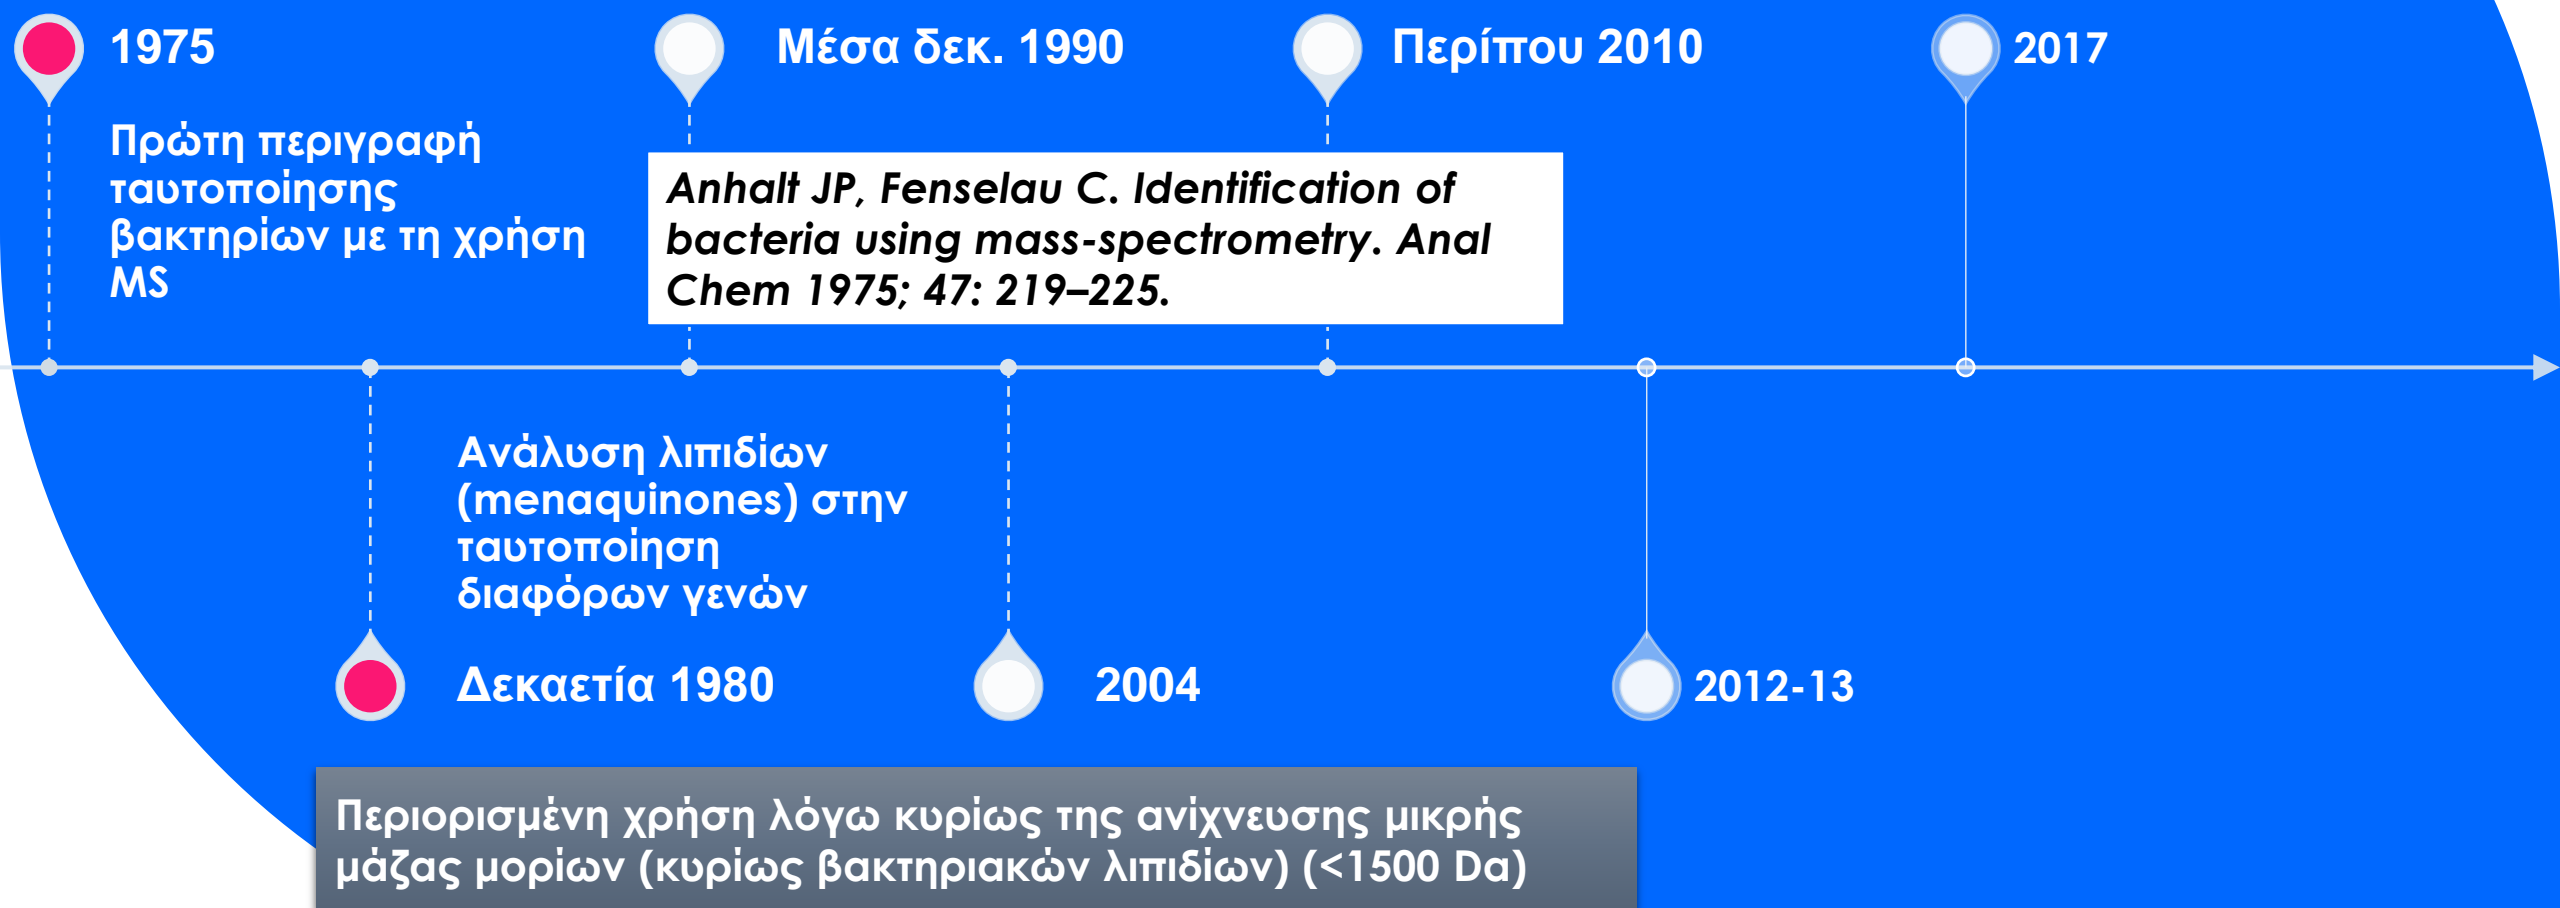 1975
Πρώτη περιγραφή
ταυτοποίησης
βακτηρίων με τη χρήση
MS
Μέσα δεκ. 1990
Περίπου 2010
2017
Anhalt JP, Fenselau C. Identification of
bacteria using mass-spectrometry. Anal
Chem 1975; 47: 219–225.
Ανάλυση λιπιδίων
(menaquinones) στην
ταυτοποίηση
διαφόρων γενών
Δεκαετία 1980
2004
2012-13
Περιορισμένη χρήση λόγω κυρίως της ανίχνευσης μικρής
μάζας μορίων (κυρίως βακτηριακών λιπιδίων) (<1500 Da)